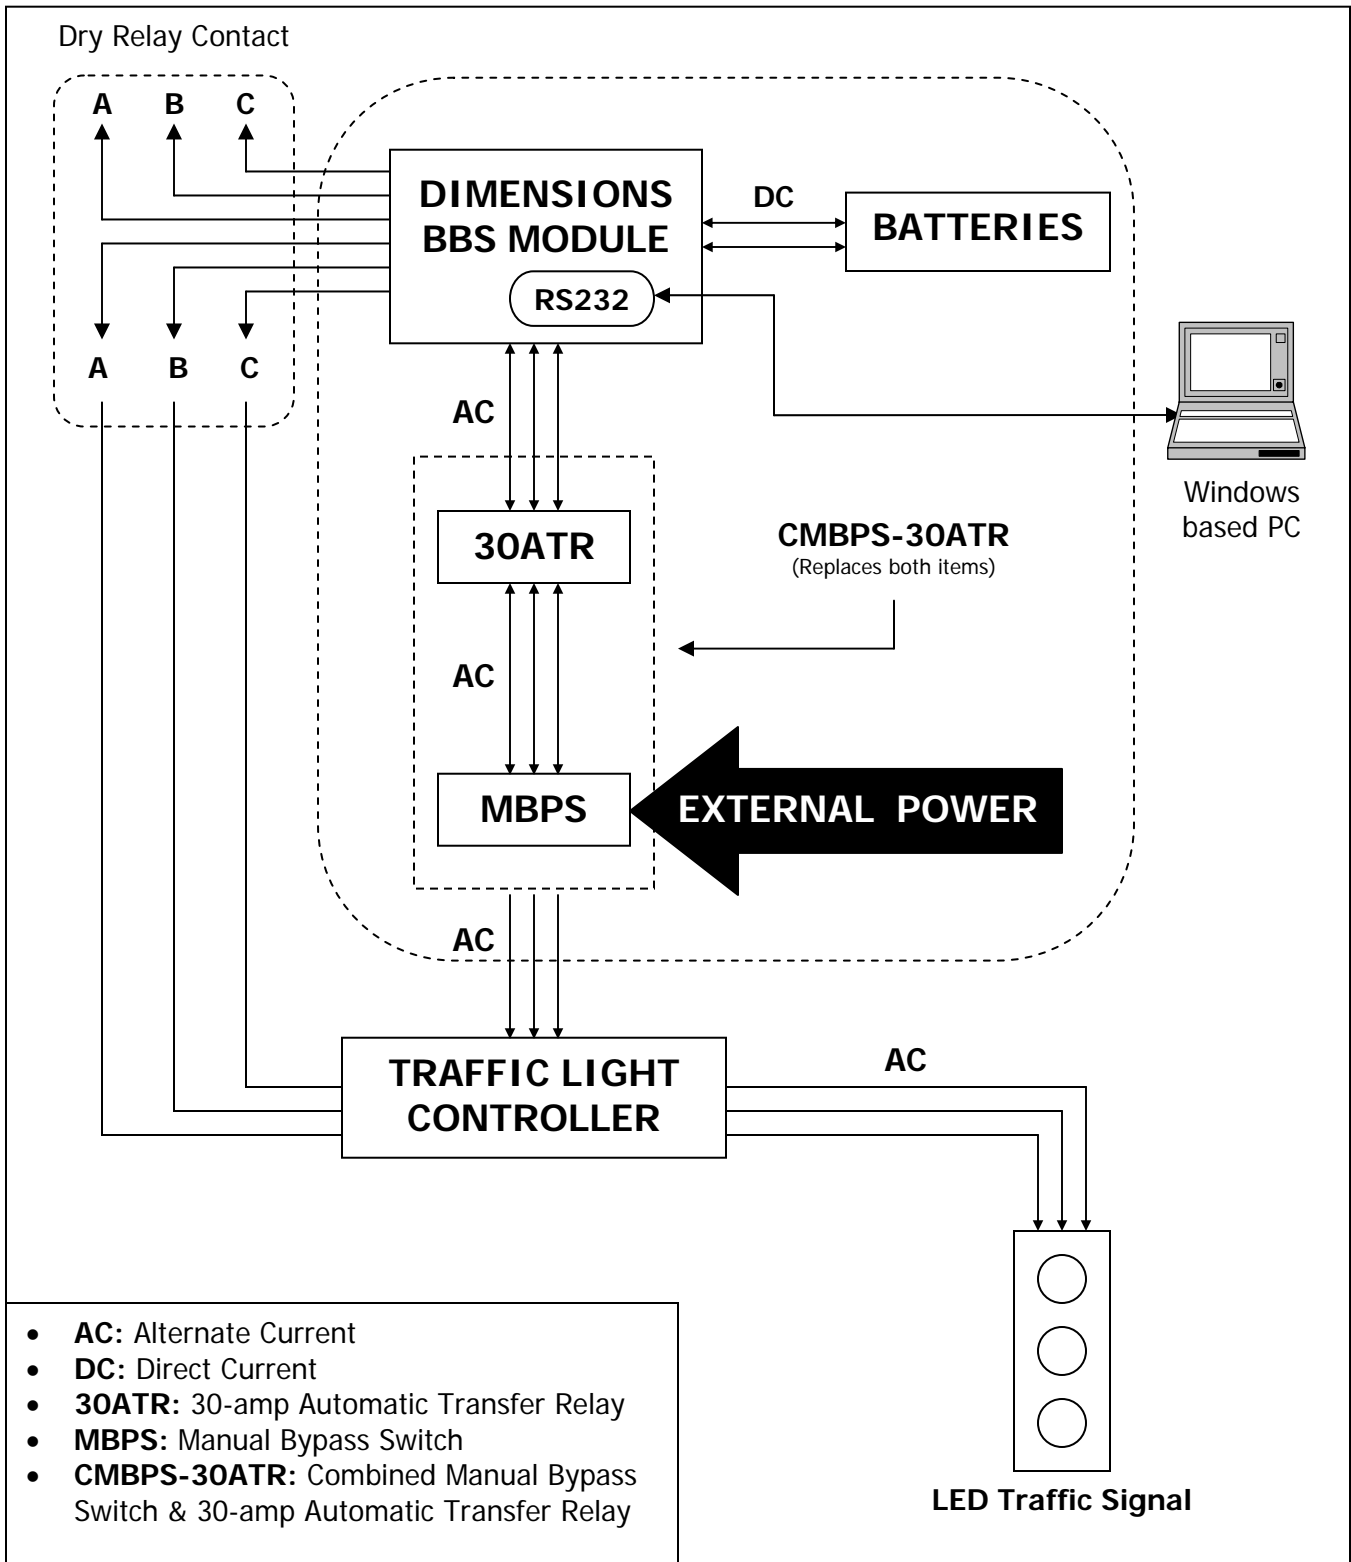 Dry Relay Contact
A B C
DIMENSIONS
BBS MODULE
RS232
DC
BATTERIES
A B C
AC
Windows
based PC
30ATR
CMBPS-30ATR
(Replaces both items)
AC
MBPS
EXTERNAL POWER
AC
TRAFFIC LIGHT
CONTROLLER
AC
• AC: Alternate Current
• DC: Direct Current
• 30ATR: 30-amp Automatic Transfer Relay
• MBPS: Manual Bypass Switch
• CMBPS-30ATR: Combined Manual Bypass
Switch & 30-amp Automatic Transfer Relay
LED Traffic Signal